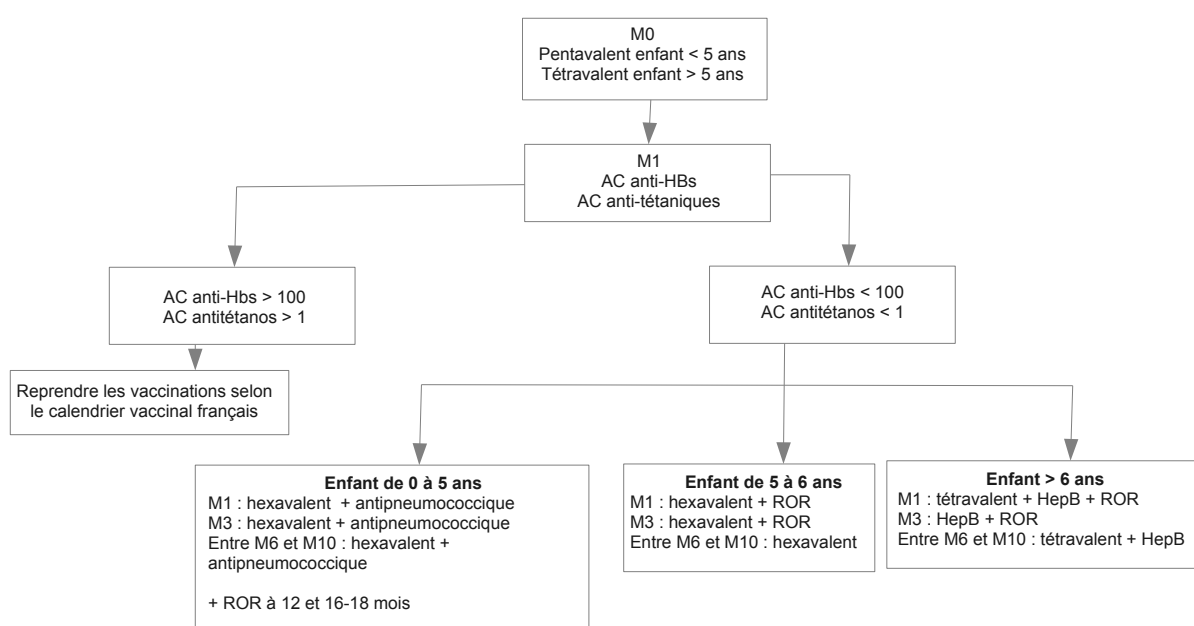 M0
Pentavalent enfant < 5 ans
Tétravalent enfant > 5 ans
M1
AC anti-HBs
AC anti-tétaniques
AC anti-Hbs > 100
AC antitétanos > 1
AC anti-Hbs < 100
AC antitétanos < 1
Reprendre les vaccinations selon
le calendrier vaccinal français
Enfant de 0 à 5 ans
M1 : hexavalent + antipneumococcique
M3 : hexavalent + antipneumococcique
Entre M6 et M10 : hexavalent +
antipneumococcique
+ ROR à 12 et 16-18 mois
Enfant de 5 à 6 ans
M1 : hexavalent + ROR
M3 : hexavalent + ROR
Entre M6 et M10 : hexavalent
Enfant > 6 ans
M1 : tétravalent + HepB + ROR
M3 : HepB + ROR
Entre M6 et M10 : tétravalent + HepB